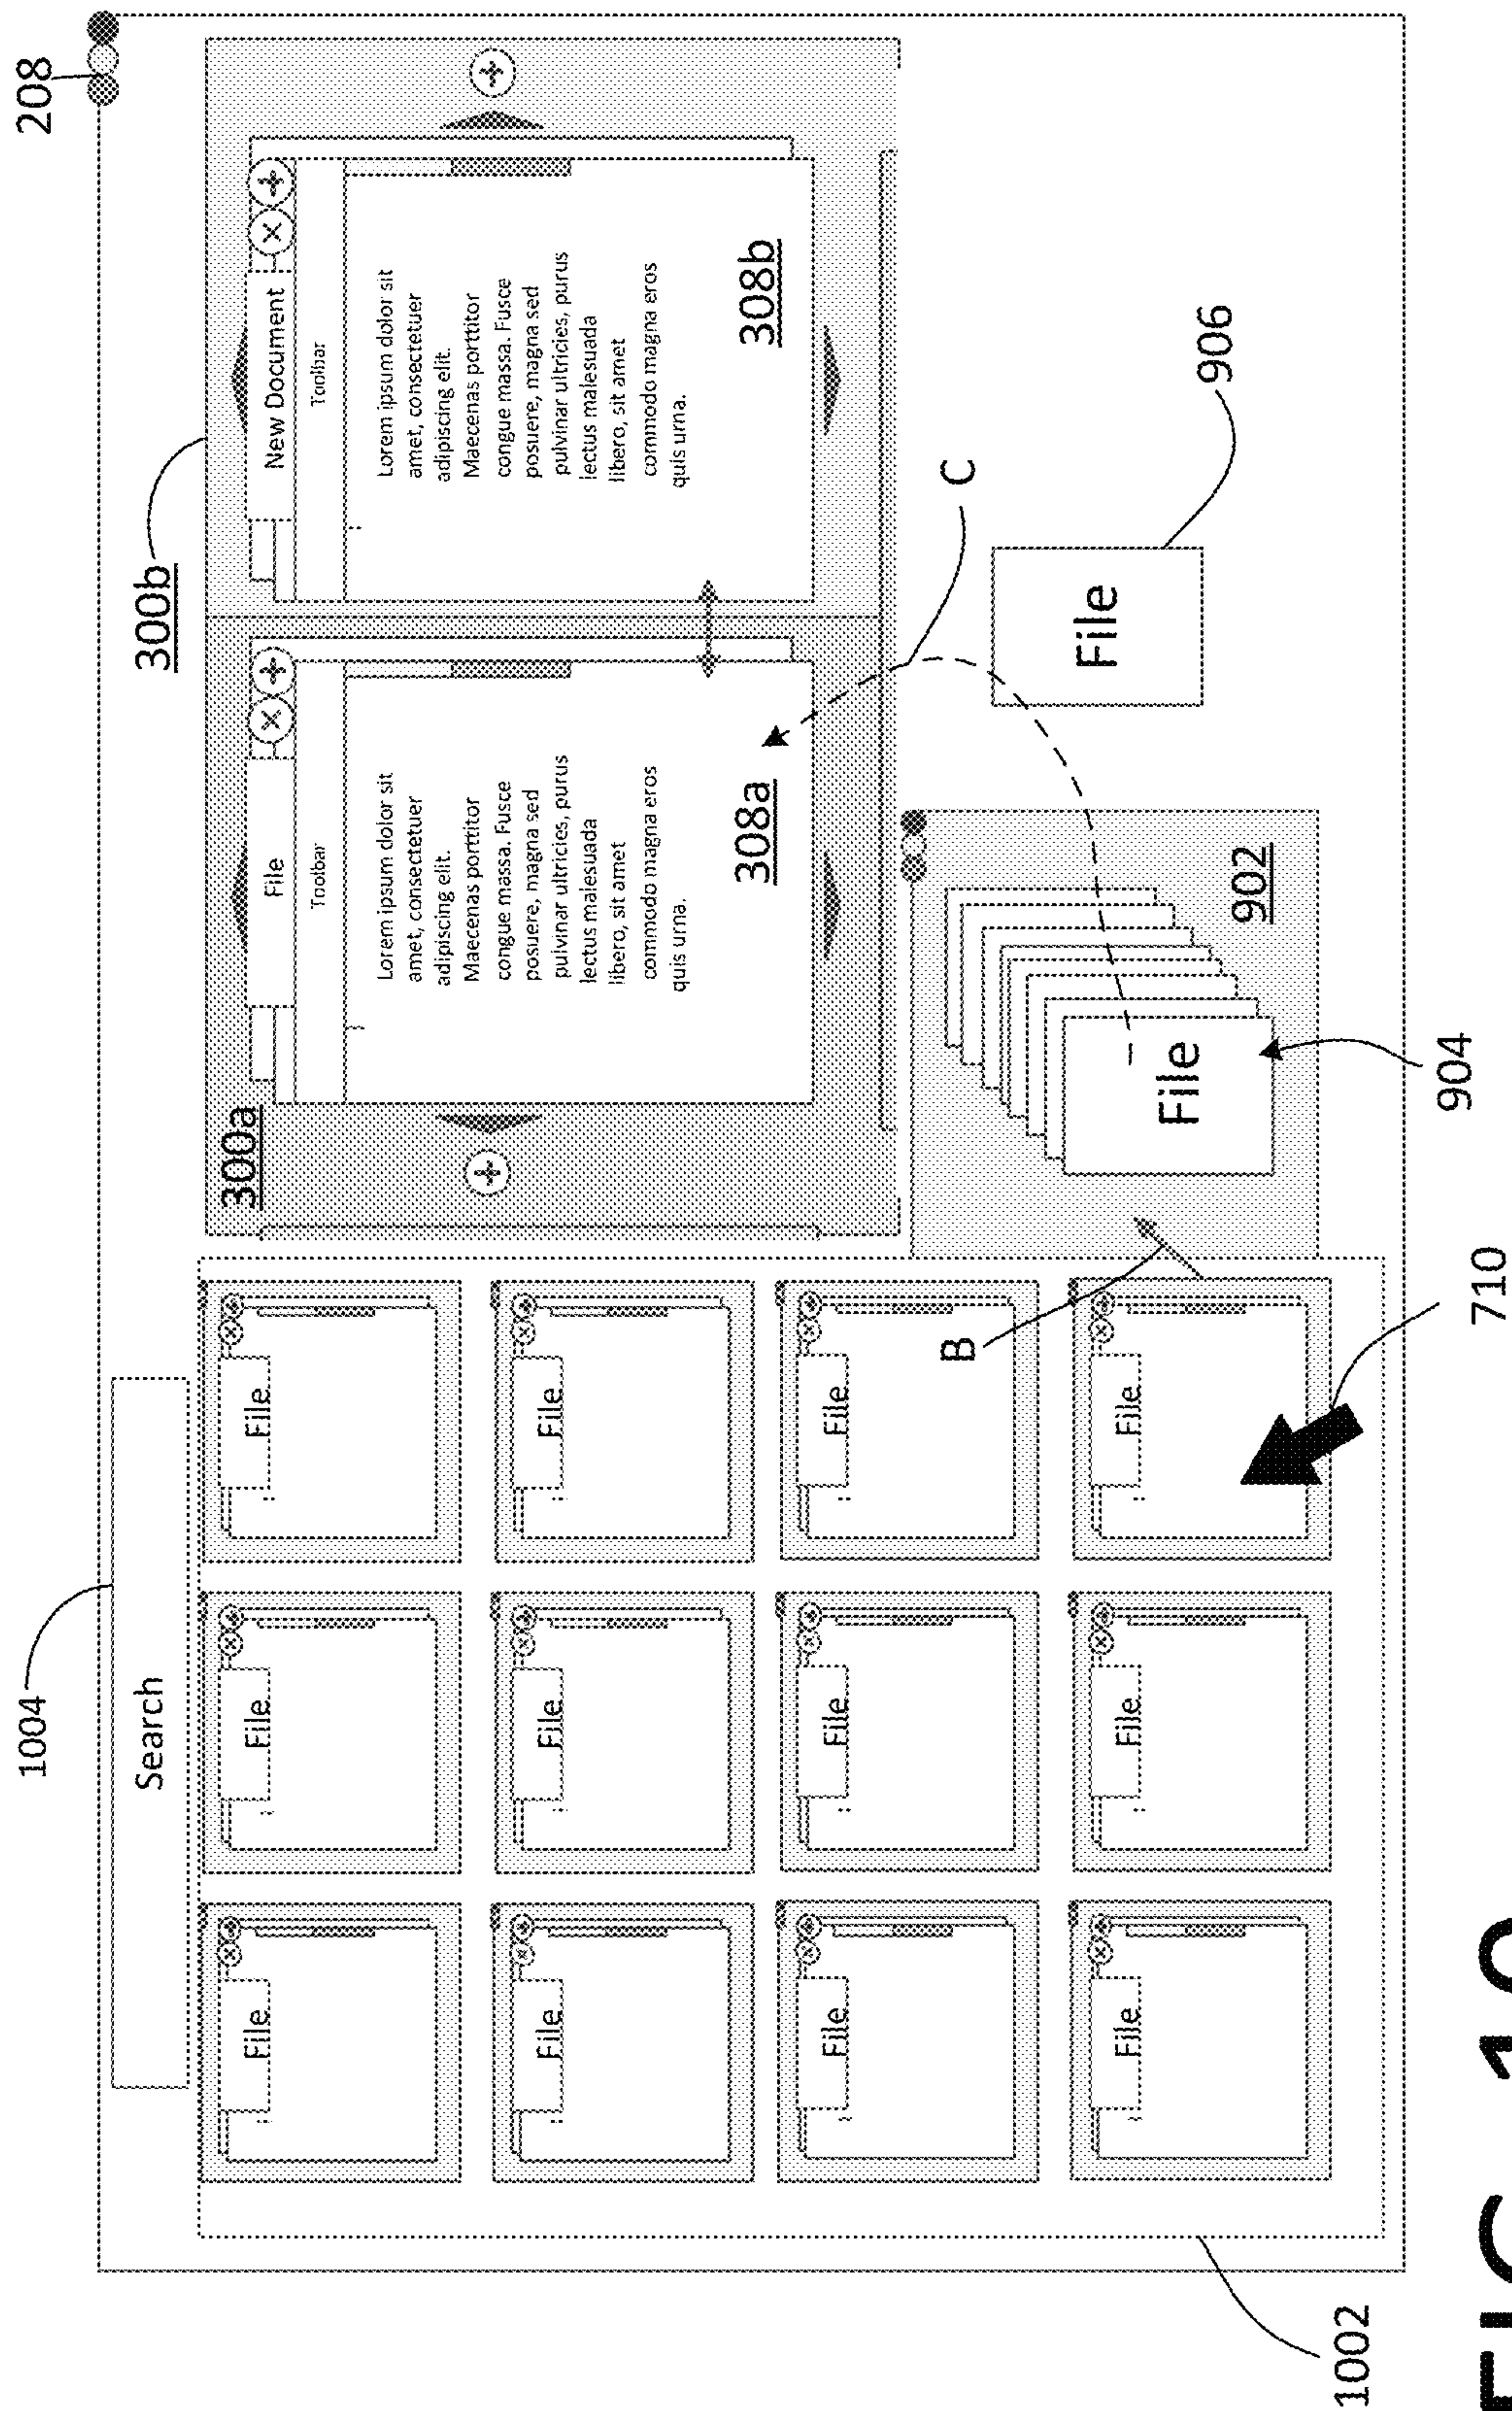 1004
208
Search
300b
300a
File
Toolbar
Lorem ipsum dolor sit
amet, consectetuer
adipiscing elit.
Maecenas porttitor
congue massa. Fusce
posuere, magna sed
pulvinar ultricies, purus
lectus malesuada
libero, sit amet
commodo magna eros
quis urna.
308a
New Document
Toolbar
Lorem ipsum dolor sit
amet, consectetuer
adipiscing elit.
Maecenas porttitor
congue massa. Fusce
posuere, magna sed
pulvinar ultricies, purus
lectus malesuada
libero, sit amet
commodo magna eros
quis urna.
308b
File
File
File
File
File
File
File
File
File
File
File
File
B
C
File
902
File
906
904
710
1002
FIG. 10